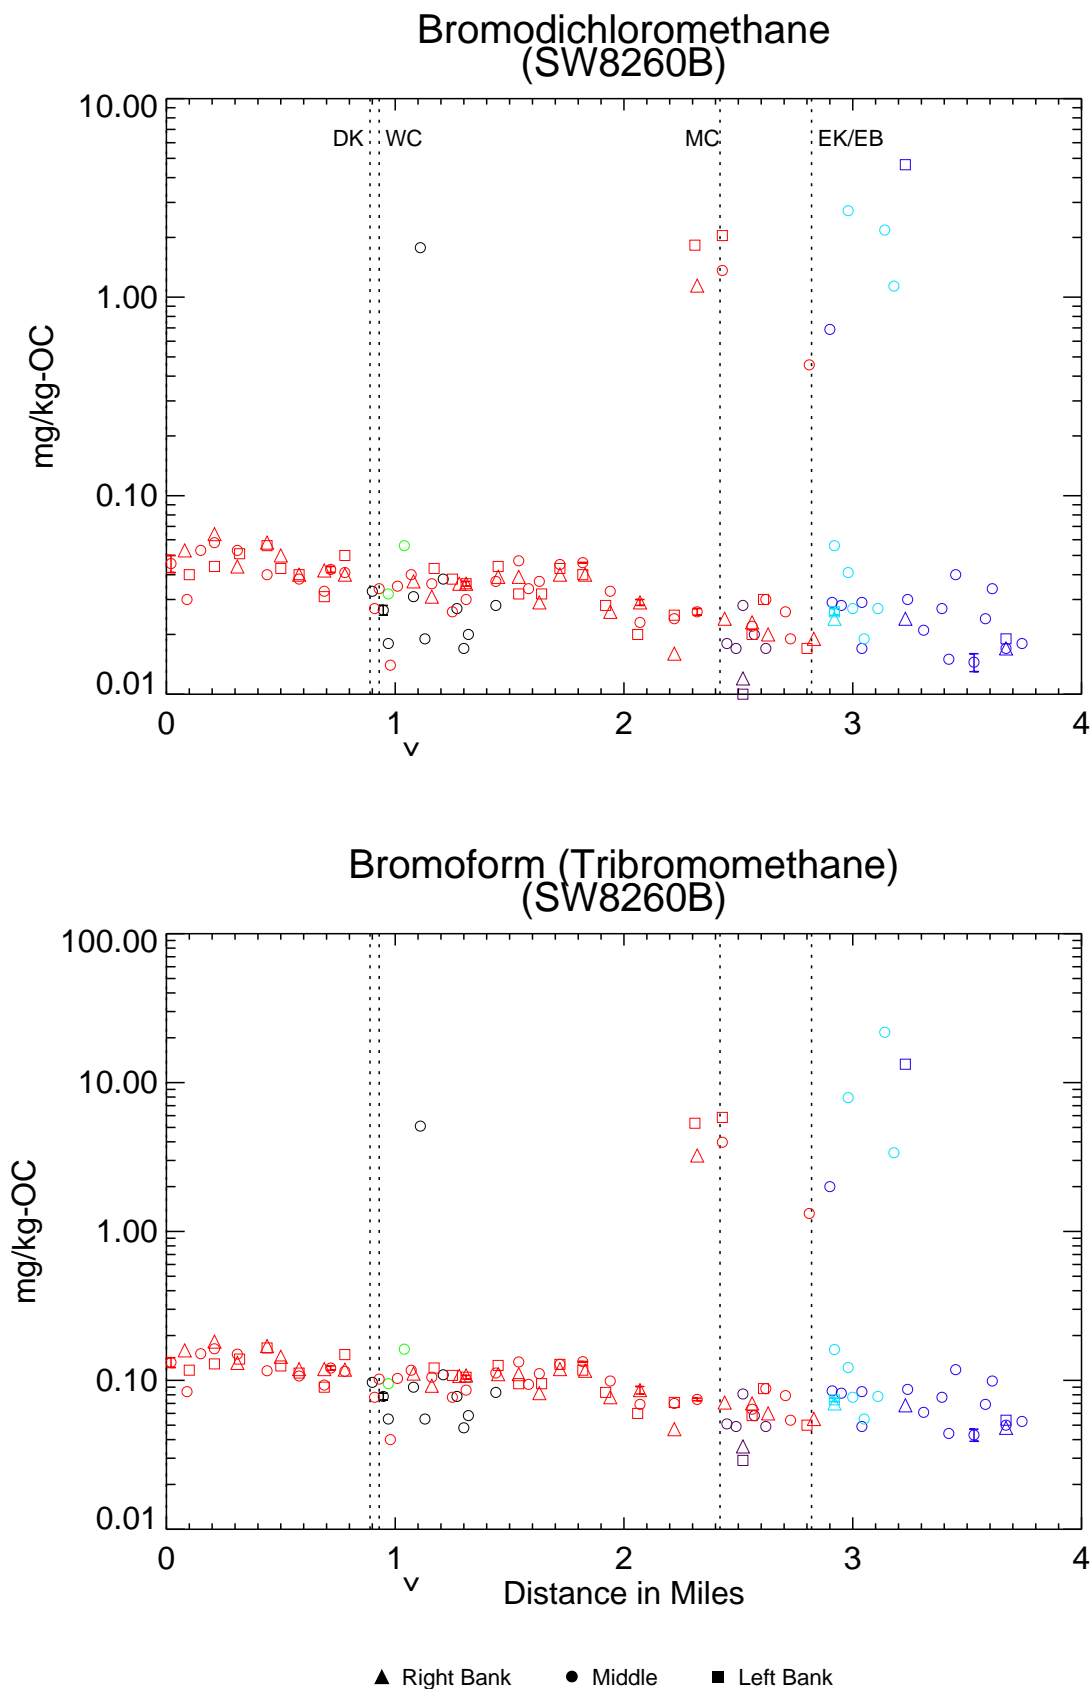 Bromodichloromethane
(SW8260B)
10.00
DK WC MC EK/EB
1.00
mg/kg-OC
0.10
0.01
0 1 2 3 4
v
Bromoform (Tribromomethane)
(SW8260B)
100.00
10.00
1.00
mg/kg-OC
0.10
0.01
0 1 2 3 4
v Distance in Miles
Right Bank Middle Left Bank